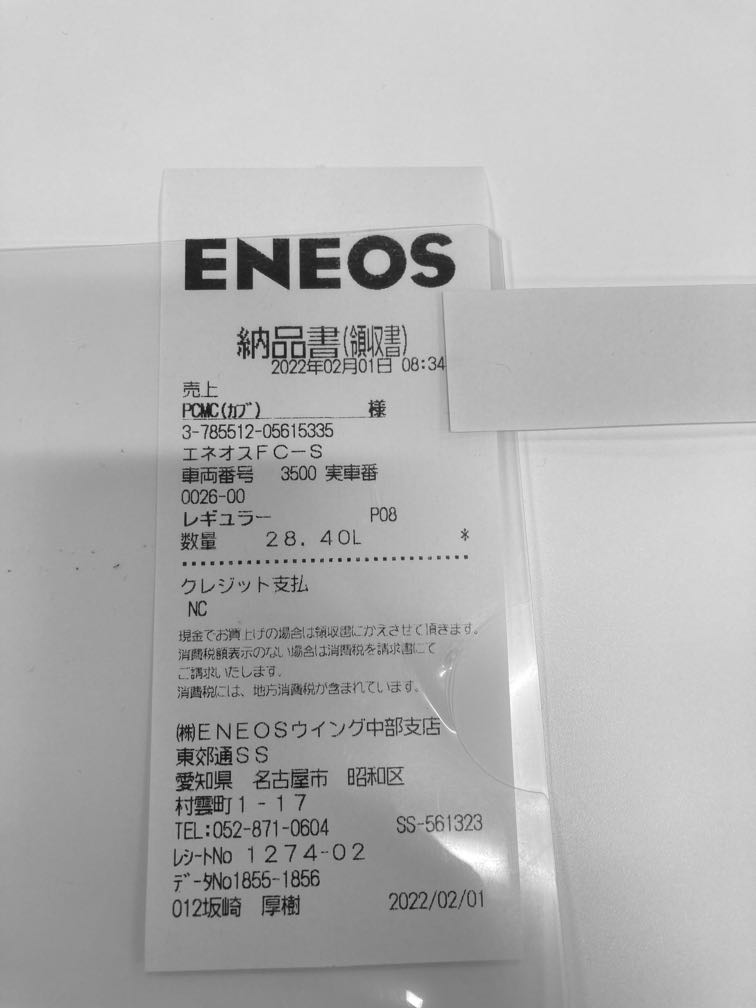 ENEOS
納品書(領収書)
2022年02月01日 08:34
売上
PCMC(カブ) 様
3-785512-05615335
エネオスFC-S
車両番号 3500 実車番
0026-00
レギュラー P08
数量 28.40L *
クレジット支払
NC
現金でお買上げの場合は領収書にかえさせて頂きます。
消費税額表示のない場合は消費税を請求書にて
ご請求いたします。
消費税には、地方消費税が含まれています。
(株)ENEOSウイング中部支店
東郊通SS
愛知県 名古屋市 昭和区
村雲町1-17
TEL:052-871-0604 SS-561323
レシートNo 1274-02
データNo1855-1856
012坂崎 厚樹 2022/02/01